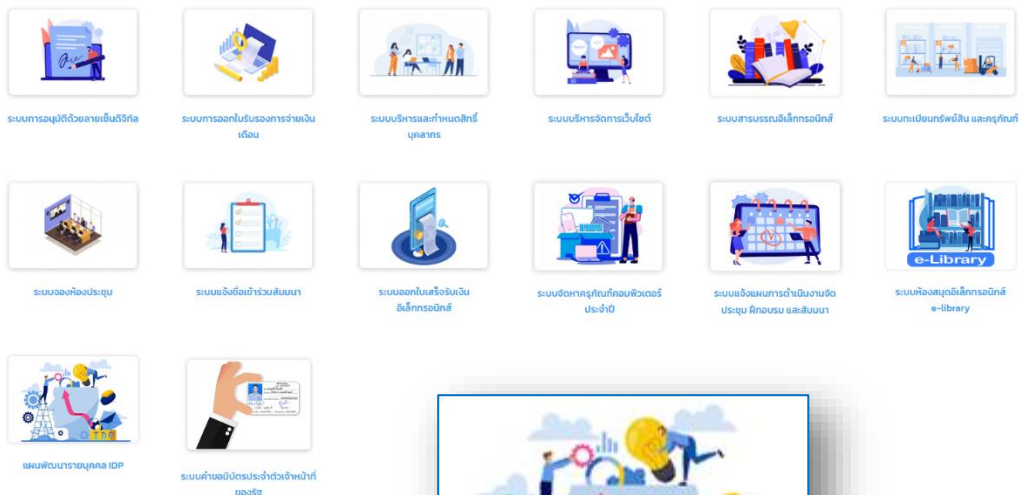 ระบบการอนุมัติด้วยลายเซ็นดิจิทัล
ระบบการออกใบรับรองการจ่ายเงิน
เดือน
ระบบบริหารและกำหนดสิทธิ์
บุคลากร
ระบบบริหารจัดการเว็บไซต์
ระบบสารบรรณอิเล็กทรอนิกส์
ระบบทะเบียนทรัพย์สิน และครุภัณฑ์
ระบบจองห้องประชุม
ระบบแจ้งชื่อเข้าร่วมสัมมนา
ระบบออกใบเสร็จรับเงิน
อิเล็กทรอนิกส์
ระบบจัดหาครุภัณฑ์คอมพิวเตอร์
ประจำปี
ระบบแจ้งแผนการดำเนินงานจัด
ประชุม ฝึกอบรม และสัมมนา
e-Library
ระบบห้องสมุดอิเล็กทรอนิกส์
e-library
IDP
แผนพัฒนารายบุคคล IDP
ระบบคำขอมีบัตรประจำตัวเจ้าหน้าที่
ของรัฐ